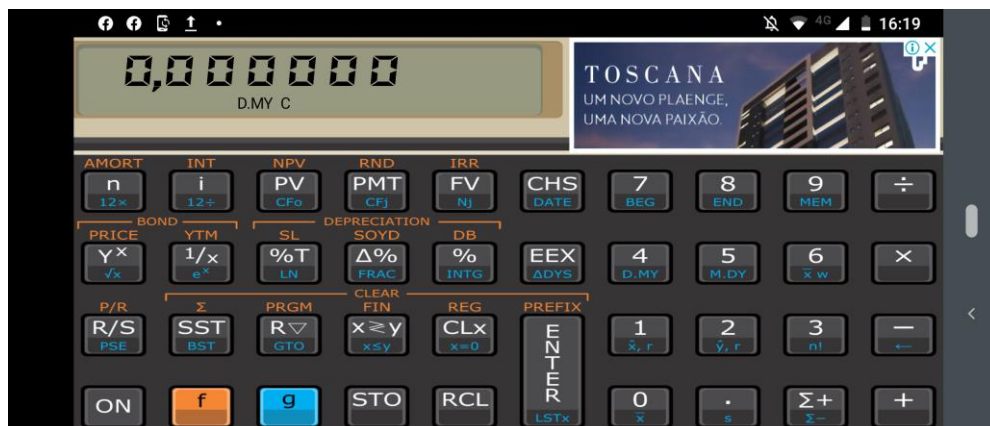 4G 16:19
0,000000
D.MY C
TOSCANA
UM NOVO PLAENGE,
UMA NOVA PAIXÃO.
AMORT INT NPV RND IRR
n i PV PMT FV CHS 7 8 9 ÷
12× 12÷ CFo CFj Nj DATE BEG END MEM
BOND DEPRECIATION
PRICE YTM SL SOYD DB
Yˣ 1/x %T Δ% % EEX 4 5 6 ×
√x eˣ LN FRAC INTG ΔDYS D.MY M.DY x̅ w
CLEAR
P/R Σ PRGM FIN REG PREFIX
R/S SST R▽ x≷y CLx ENTER 1 2 3 −
PSE BST GTO x≤y x=0 x̂, r ŷ, r n! ←
ON f g STO RCL 0 . Σ+ +
LSTx x̅ s Σ−